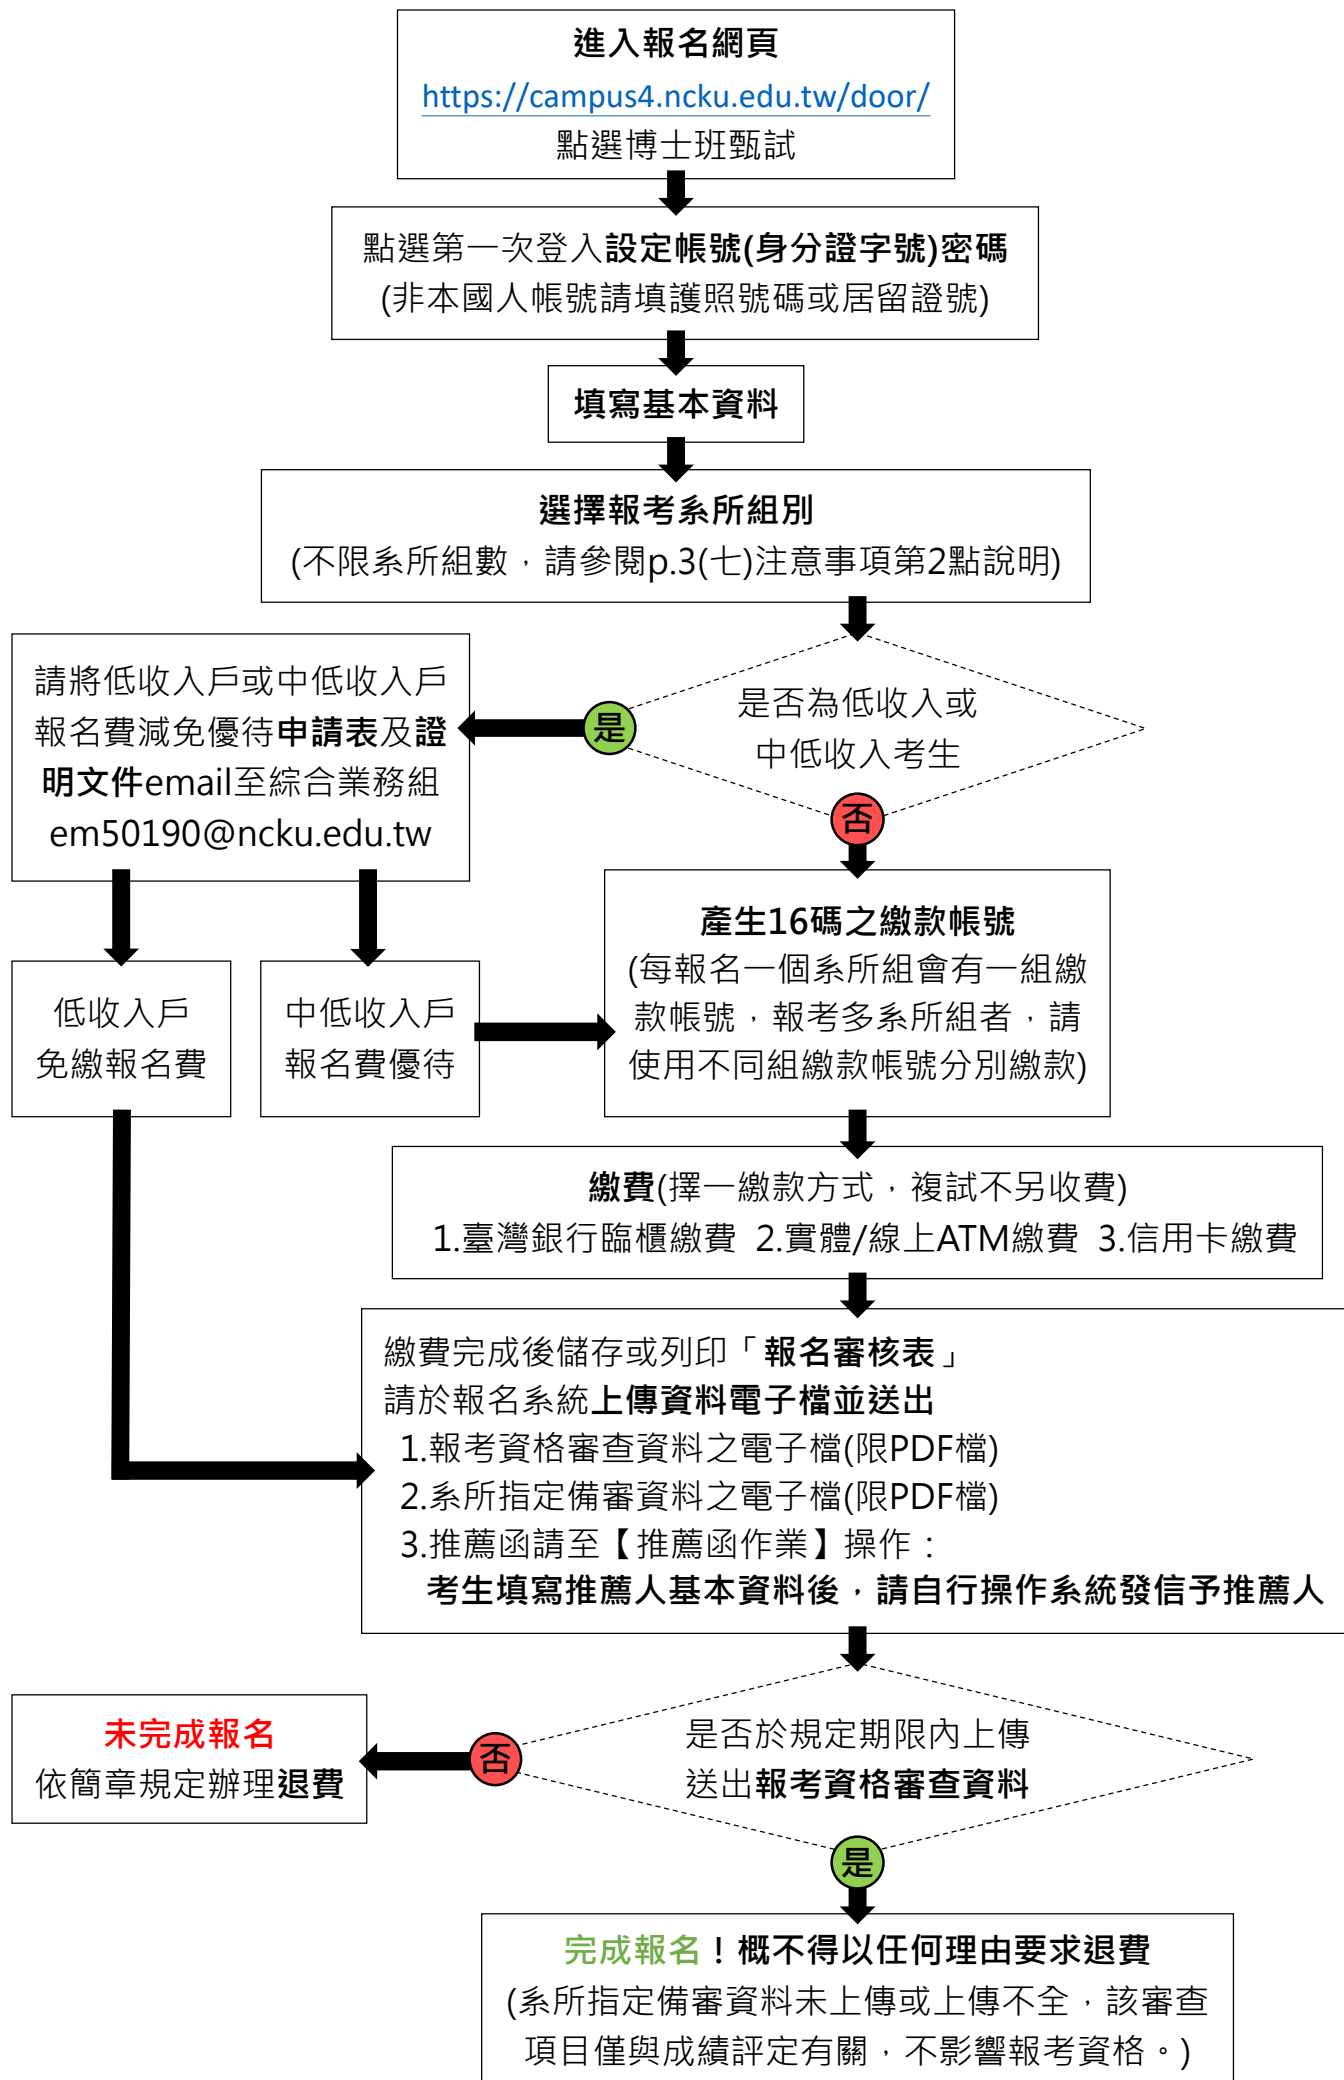 進入報名網頁
https://campus4.ncku.edu.tw/door/
點選博士班甄試
點選第一次登入設定帳號(身分證字號)密碼
(非本國人帳號請填護照號碼或居留證號)
填寫基本資料
選擇報考系所組別
(不限系所組數，請參閱p.3(七)注意事項第2點說明)
是否為低收入或
中低收入考生
是
否
請將低收入戶或中低收入戶
報名費減免優待申請表及證
明文件email至綜合業務組
em50190@ncku.edu.tw
低收入戶
免繳報名費
中低收入戶
報名費優待
產生16碼之繳款帳號
(每報名一個系所組會有一組繳
款帳號，報考多系所組者，請
使用不同組繳款帳號分別繳款)
繳費(擇一繳款方式，複試不另收費)
1.臺灣銀行臨櫃繳費 2.實體/線上ATM繳費 3.信用卡繳費
繳費完成後儲存或列印「報名審核表」
請於報名系統上傳資料電子檔並送出
1.報考資格審查資料之電子檔(限PDF檔)
2.系所指定備審資料之電子檔(限PDF檔)
3.推薦函請至【推薦函作業】操作：
考生填寫推薦人基本資料後，請自行操作系統發信予推薦人
是否於規定期限內上傳
送出報考資格審查資料
否
未完成報名
依簡章規定辦理退費
是
完成報名！概不得以任何理由要求退費
(系所指定備審資料未上傳或上傳不全，該審查
項目僅與成績評定有關，不影響報考資格。)